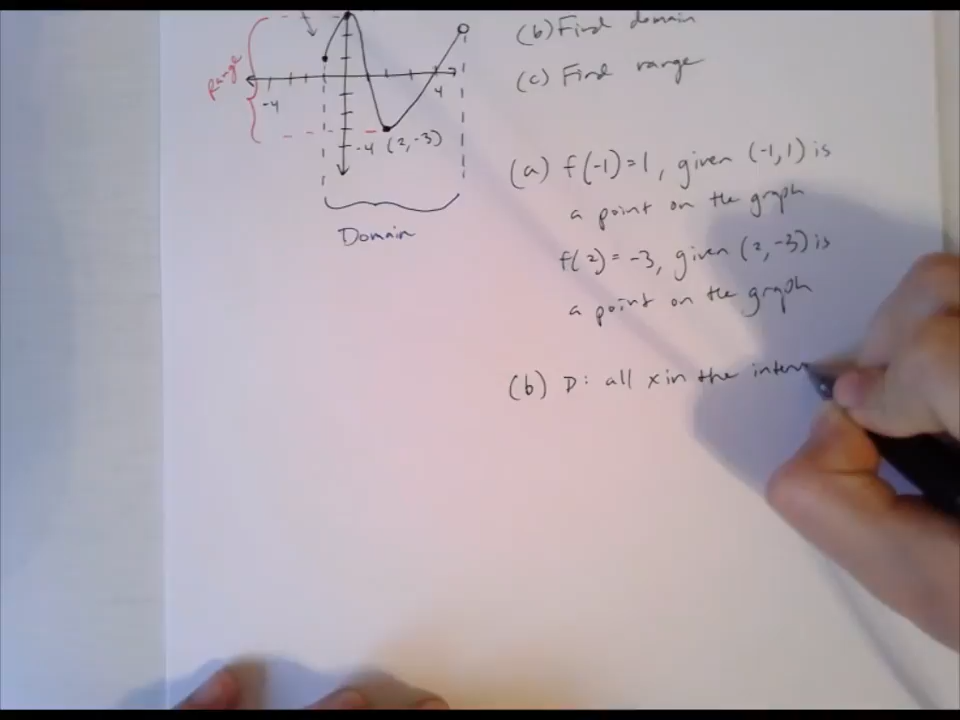 (b) Find domain
(c) Find range
range
-4
4
-4 (2,-3)
Domain
(a) f(-1)=1, given (-1,1) is
a point on the graph
f(2)= -3, given (2,-3) is
a point on the graph
(b) D: all x in the interv